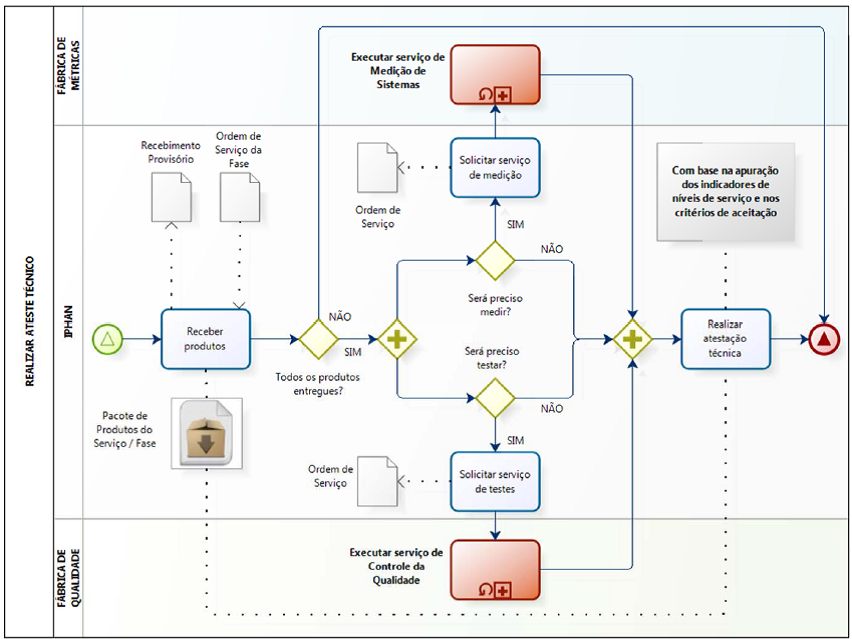 REALIZAR ATESTE TÉCNICO
FÁBRICA DE
MÉTRICAS
Executar serviço de
Medição de
Sistemas
IPHAN
Recebimento
Provisório
Ordem de
Serviço da
Fase
Solicitar serviço
de medição
Ordem de
Serviço
Com base na apuração
dos indicadores de
níveis de serviço e nos
critérios de aceitação
SIM
NÃO
Será preciso
medir?
Receber
produtos
NÃO
SIM
Todos os produtos
entregues?
Será preciso
testar?
Realizar
atestação
técnica
NÃO
SIM
Pacote de
Produtos do
Serviço / Fase
Ordem de
Serviço
Solicitar serviço
de testes
FÁBRICA DE
QUALIDADE
Executar serviço de
Controle da
Qualidade